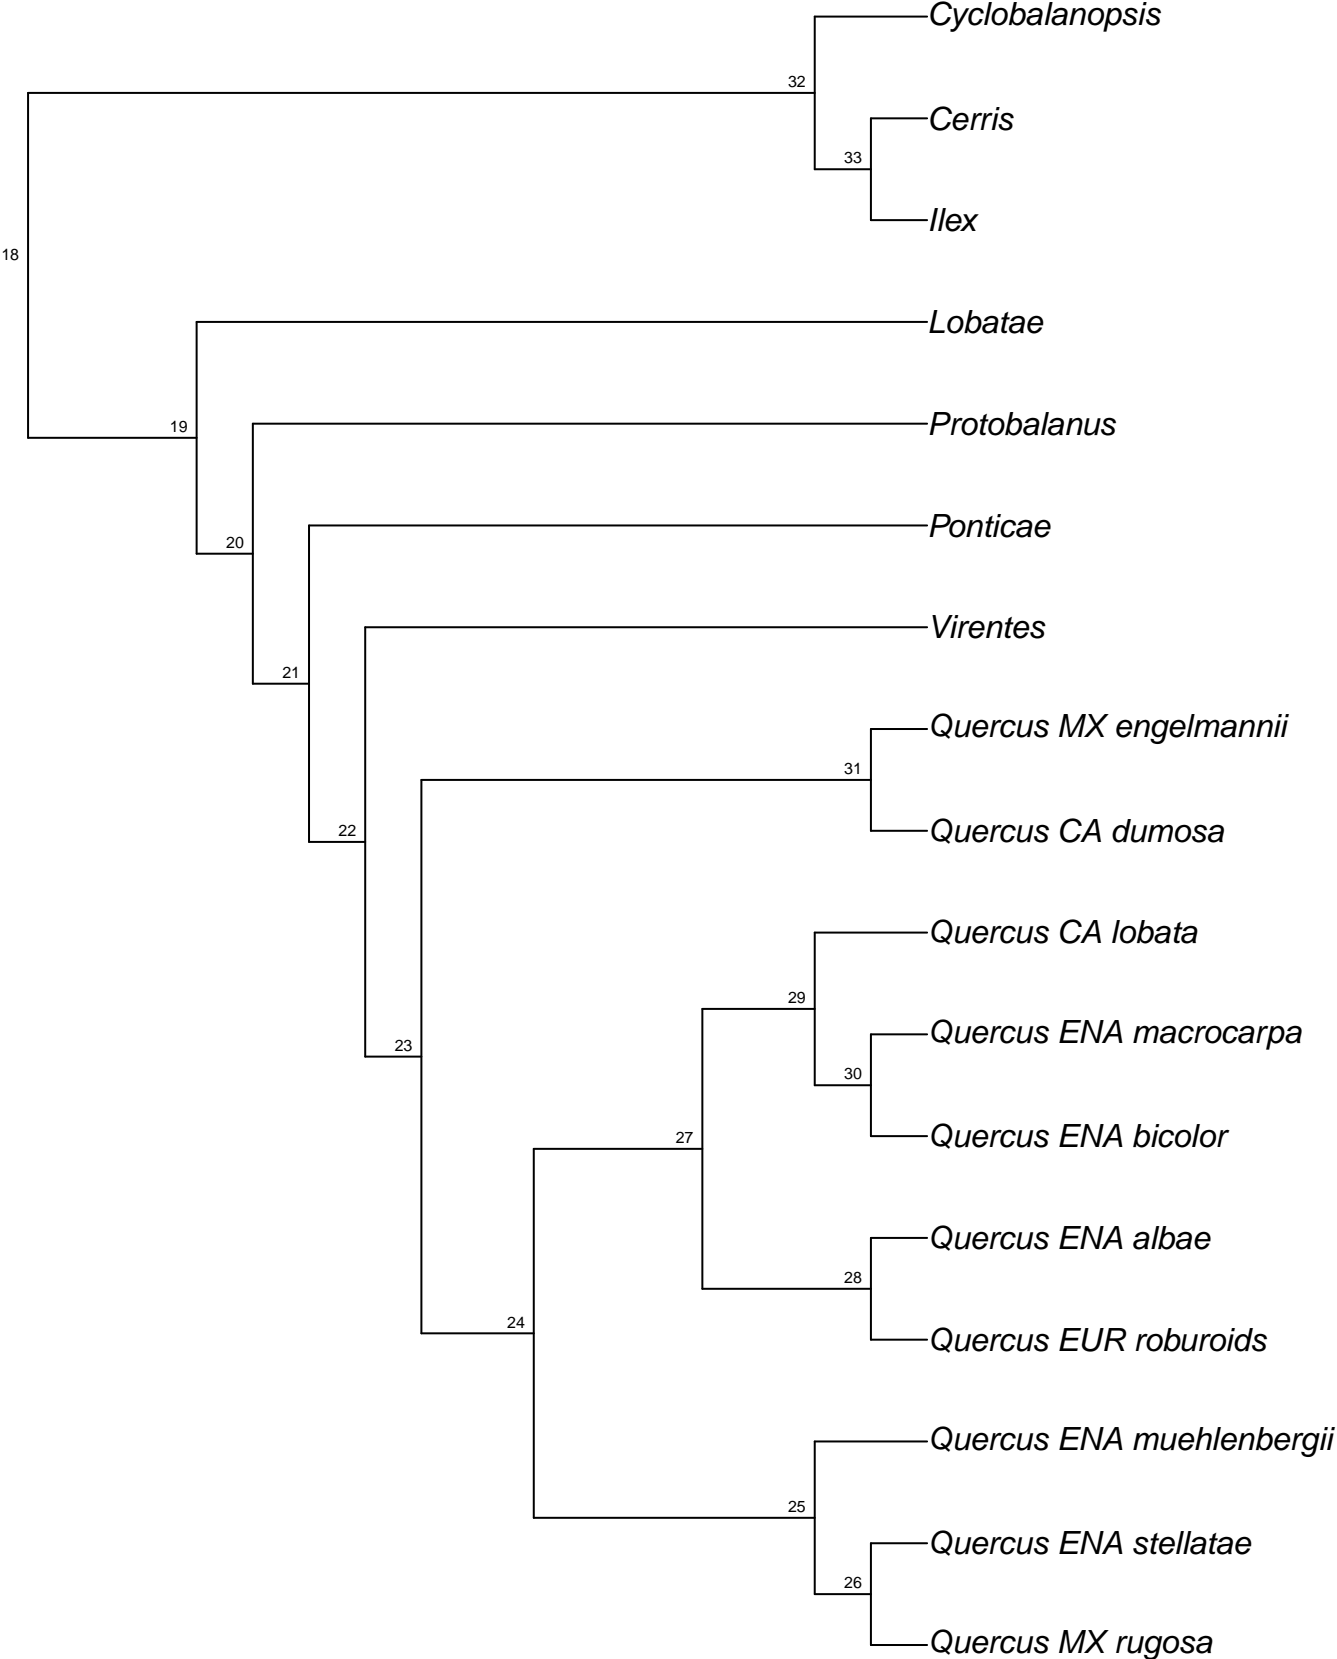 Cyclobalanopsis
32
Cerris
33
Ilex
18
Lobatae
19
Protobalanus
20
Ponticae
21
Virentes
Quercus MX engelmannii
31
Quercus CA dumosa
22
Quercus CA lobata
29
Quercus ENA macrocarpa
23
30
Quercus ENA bicolor
27
Quercus ENA albae
28
24
Quercus EUR roburoids
Quercus ENA muehlenbergii
25
Quercus ENA stellatae
26
Quercus MX rugosa